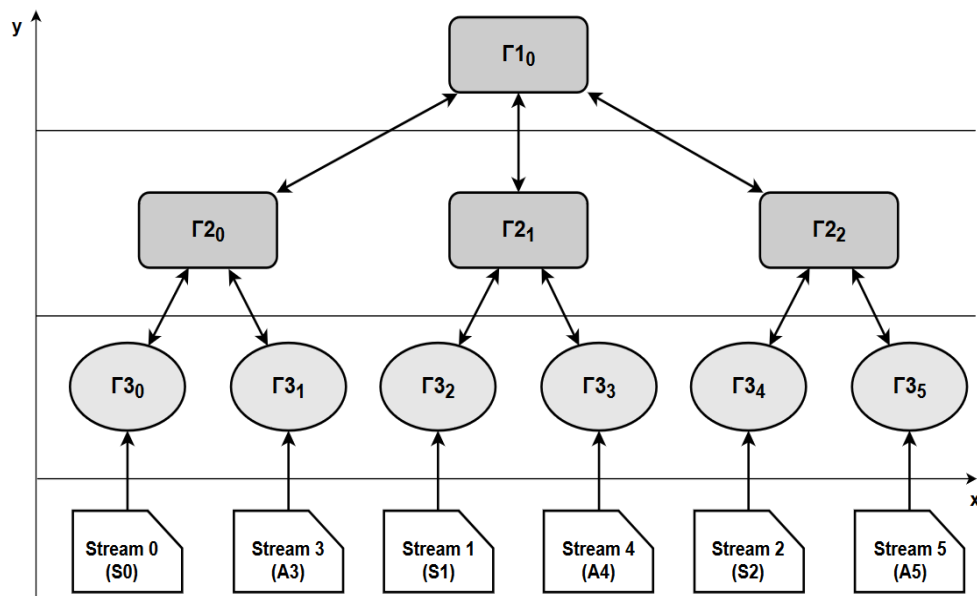 y
Γ1₀
Γ2₀
Γ2₁
Γ2₂
Γ3₀
Γ3₁
Γ3₂
Γ3₃
Γ3₄
Γ3₅
x
Stream 0
(S0)
Stream 3
(A3)
Stream 1
(S1)
Stream 4
(A4)
Stream 2
(S2)
Stream 5
(A5)